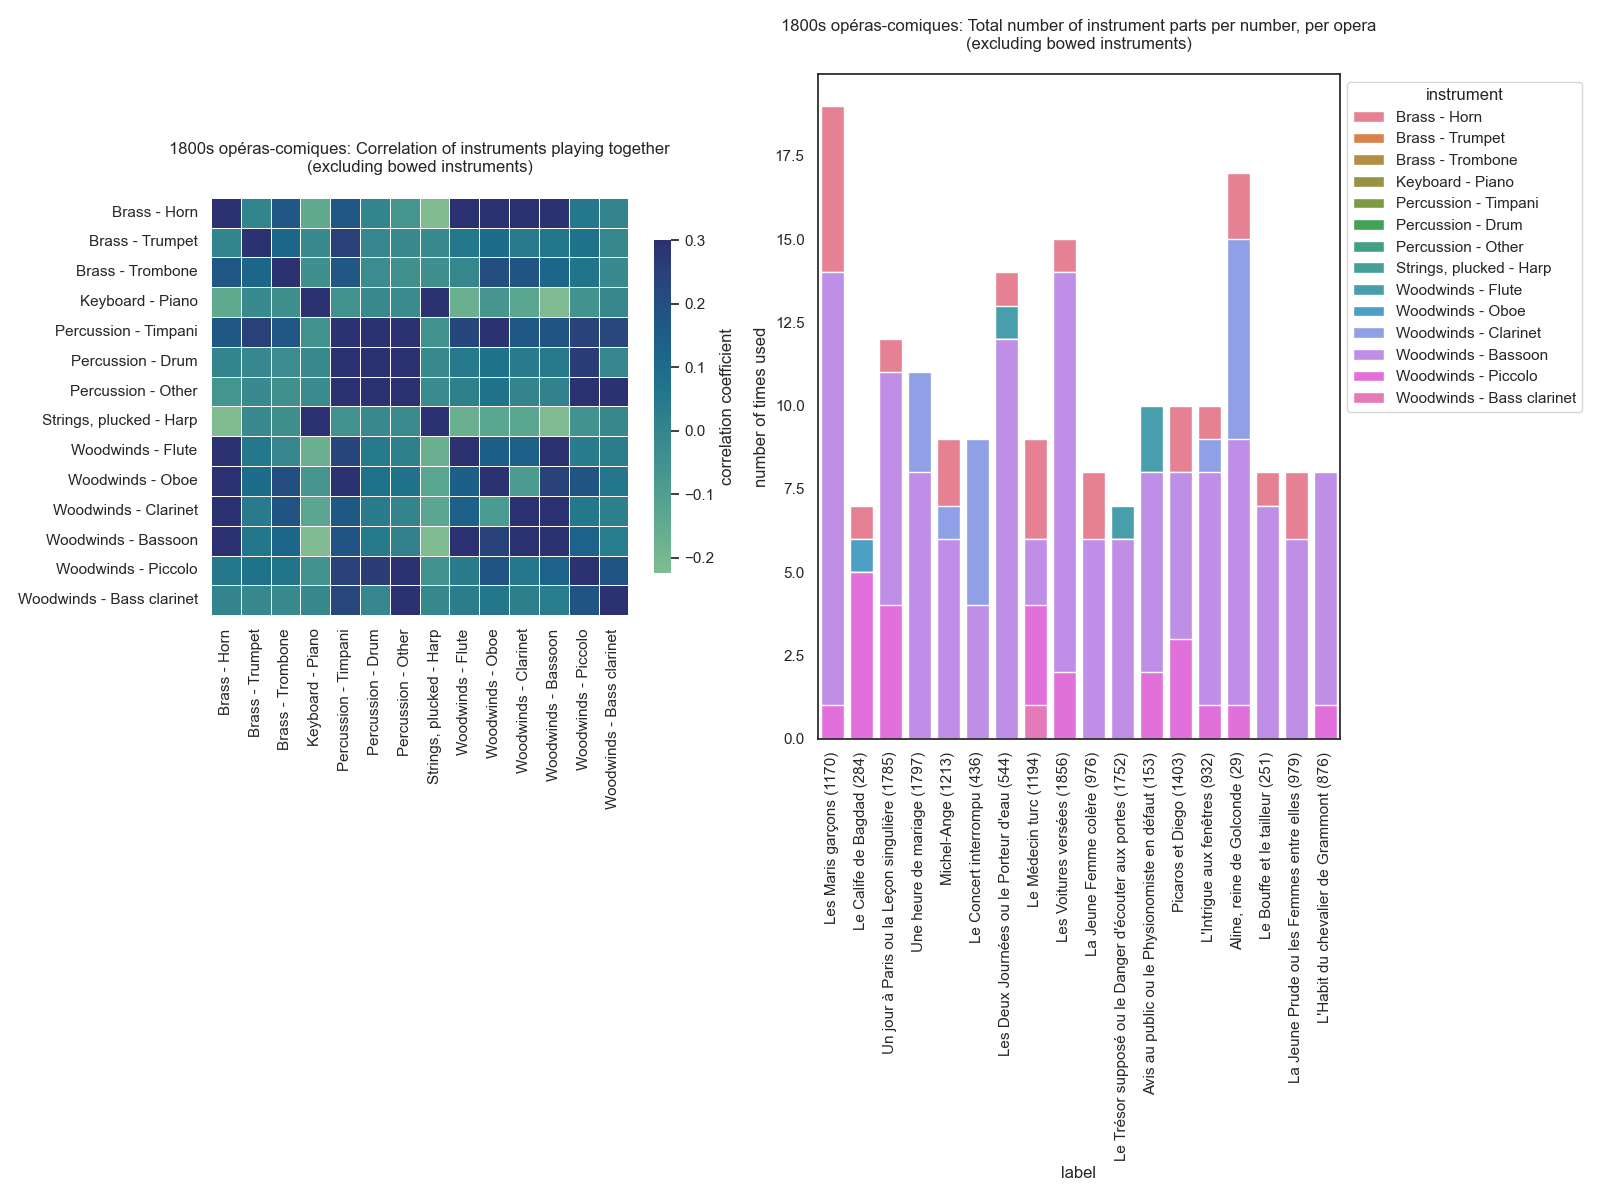 1800s opéras-comiques: Correlation of instruments playing together
(excluding bowed instruments)
Brass - Horn
Brass - Trumpet
Brass - Trombone
Keyboard - Piano
Percussion - Timpani
Percussion - Drum
Percussion - Other
Strings, plucked - Harp
Woodwinds - Flute
Woodwinds - Oboe
Woodwinds - Clarinet
Woodwinds - Bassoon
Woodwinds - Piccolo
Woodwinds - Bass clarinet
Brass - Horn
Brass - Trumpet
Brass - Trombone
Keyboard - Piano
Percussion - Timpani
Percussion - Drum
Percussion - Other
Strings, plucked - Harp
Woodwinds - Flute
Woodwinds - Oboe
Woodwinds - Clarinet
Woodwinds - Bassoon
Woodwinds - Piccolo
Woodwinds - Bass clarinet
0.3
0.2
0.1
0.0
−0.1
−0.2
correlation coefficient
1800s opéras-comiques: Total number of instrument parts per number, per opera
(excluding bowed instruments)
number of times used
17.5
15.0
12.5
10.0
7.5
5.0
2.5
0.0
Les Maris garçons (1170)
Le Calife de Bagdad (284)
Un jour à Paris ou la Leçon singulière (1785)
Une heure de mariage (1797)
Michel-Ange (1213)
Le Concert interrompu (436)
Les Deux Journées ou le Porteur d'eau (544)
Le Médecin turc (1194)
Les Voitures versées (1856)
La Jeune Femme colère (976)
Le Trésor supposé ou le Danger d'écouter aux portes (1752)
Avis au public ou le Physionomiste en défaut (153)
Picaros et Diego (1403)
L'Intrigue aux fenêtres (932)
Aline, reine de Golconde (29)
Le Bouffe et le tailleur (251)
La Jeune Prude ou les Femmes entre elles (979)
L'Habit du chevalier de Grammont (876)
label
instrument
Brass - Horn
Brass - Trumpet
Brass - Trombone
Keyboard - Piano
Percussion - Timpani
Percussion - Drum
Percussion - Other
Strings, plucked - Harp
Woodwinds - Flute
Woodwinds - Oboe
Woodwinds - Clarinet
Woodwinds - Bassoon
Woodwinds - Piccolo
Woodwinds - Bass clarinet